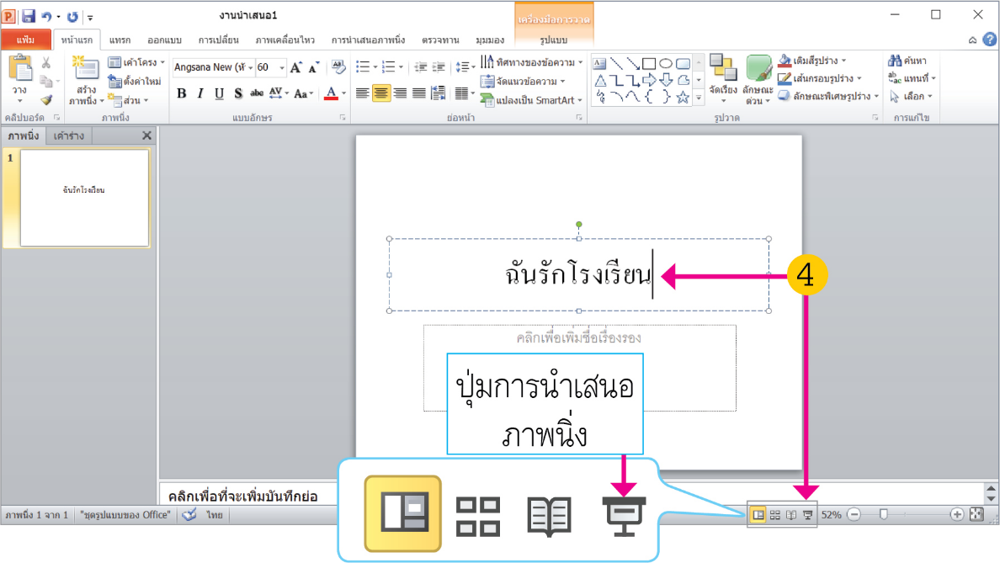 งานนำเสนอ1
เครื่องมือการวาด
แฟ้ม หน้าแรก แทรก ออกแบบ การเปลี่ยน ภาพเคลื่อนไหว การนำเสนอภาพนิ่ง ตรวจทาน มุมมอง รูปแบบ
วาง
สร้าง
ภาพนิ่ง
เค้าโครง
ตั้งค่าใหม่
ส่วน
Angsana New (หั 60
B I U S abc AV Aa A
ทิศทางของข้อความ
จัดแนวข้อความ
แปลงเป็น SmartArt
จัดเรียง
ลักษณะ
ด่วน
เติมสีรูปร่าง
เส้นกรอบรูปร่าง
ลักษณะพิเศษรูปร่าง
ค้นหา
แทนที่
เลือก
คลิปบอร์ด ภาพนิ่ง แบบอักษร ย่อหน้า รูปวาด การแก้ไข
ภาพนิ่ง เค้าร่าง
1
ฉันรักโรงเรียน
ฉันรักโรงเรียน
4
คลิกเพื่อเพิ่มชื่อเรื่องรอง
ปุ่มการนำเสนอ
ภาพนิ่ง
คลิกเพื่อที่จะเพิ่มบันทึกย่อ
ภาพนิ่ง 1 จาก 1 "ชุดรูปแบบของ Office" ไทย 52%